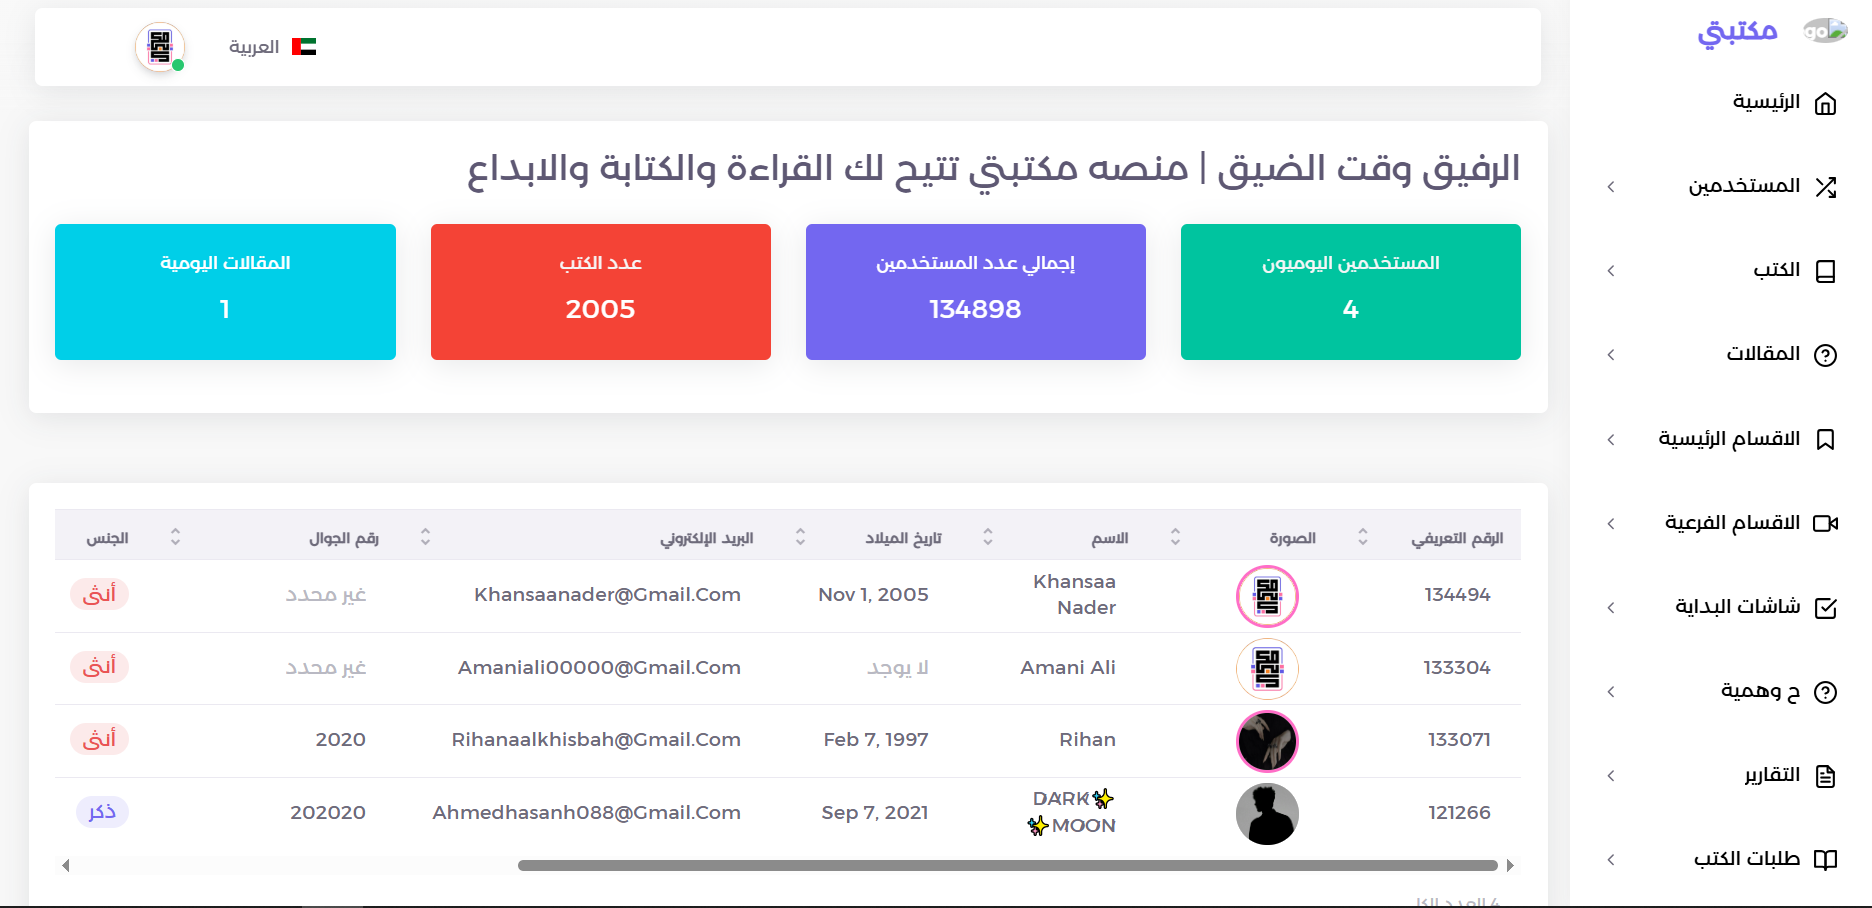 مكتبتي
الرئيسية
المستخدمين
الكتب
المقالات
الاقسام الرئيسية
الاقسام الفرعية
شاشات البداية
ح وهمية
التقارير
طلبات الكتب
العربية
الرفيق وقت الضيق | منصه مكتبتي تتيح لك القراءة والكتابة والابداع
المستخدمين اليوميون
4
إجمالي عدد المستخدمين
134898
عدد الكتب
2005
المقالات اليومية
1
الرقم التعريفي الصورة الاسم تاريخ الميلاد البريد الإلكتروني رقم الجوال الجنس
134494 Khansaa Nader Nov 1, 2005 Khansaanader@Gmail.Com غير محدد أنثى
133304 Amani Ali لا يوجد Amaniali00000@Gmail.Com غير محدد أنثى
133071 Rihan Feb 7, 1997 Rihanaalkhisbah@Gmail.Com 2020 أنثى
121266 DARK✨ ✨MOON Sep 7, 2021 Ahmedhasanh088@Gmail.Com 202020 ذكر